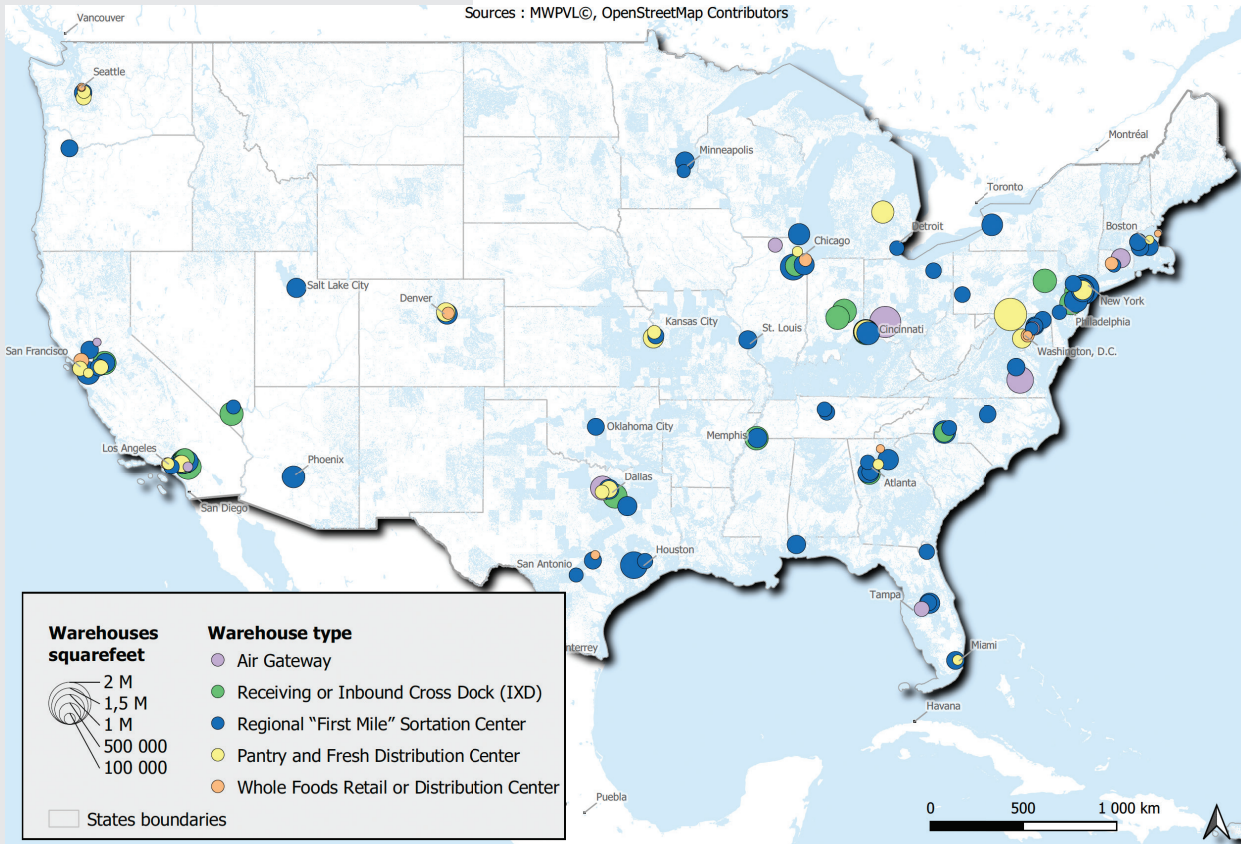 Sources : MWPVL©, OpenStreetMap Contributors
Vancouver
Seattle
Montréal
Minneapolis
Toronto
Boston
Detroit
Chicago
Salt Lake City
Denver
New York
Kansas City
St. Louis
Cincinnati
Philadelphia
San Francisco
Washington, D.C.
Oklahoma City
Memphis
Los Angeles
Phoenix
Dallas
Atlanta
San Diego
Houston
San Antonio
Tampa
Miami
nterrey
Havana
Puebla
Warehouses
squarefeet
2 M
1,5 M
1 M
500 000
100 000
States boundaries
Warehouse type
Air Gateway
Receiving or Inbound Cross Dock (IXD)
Regional “First Mile” Sortation Center
Pantry and Fresh Distribution Center
Whole Foods Retail or Distribution Center
0 500 1 000 km